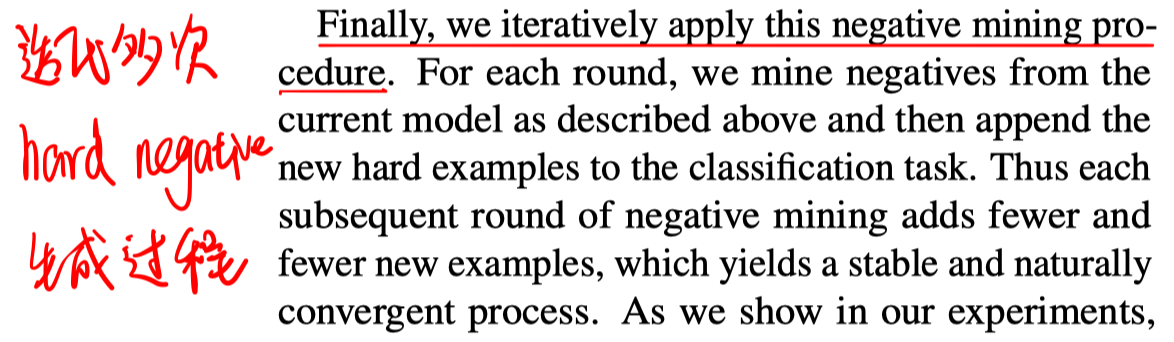 迭代多次
hard negative
生成过程
Finally, we iteratively apply this negative mining pro-
cedure. For each round, we mine negatives from the
current model as described above and then append the
new hard examples to the classification task. Thus each
subsequent round of negative mining adds fewer and
fewer new examples, which yields a stable and naturally
convergent process. As we show in our experiments,